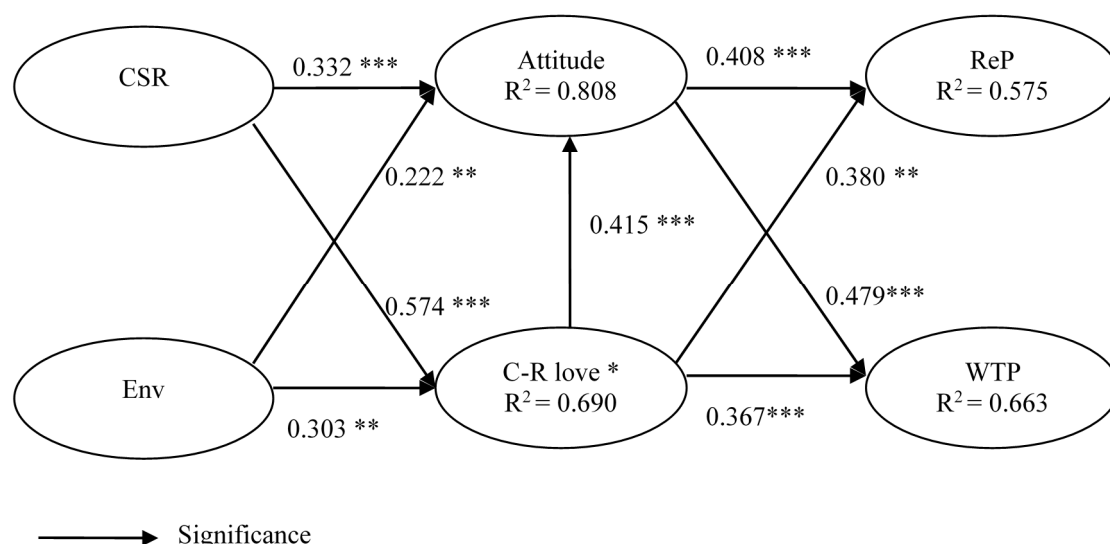 CSR
0.332 ***
Attitude
R² = 0.808
0.408 ***
ReP
R² = 0.575
0.222 **
0.380 **
0.415 ***
0.574 ***
0.479***
Env
0.303 **
C-R love *
R² = 0.690
0.367***
WTP
R² = 0.663
Significance